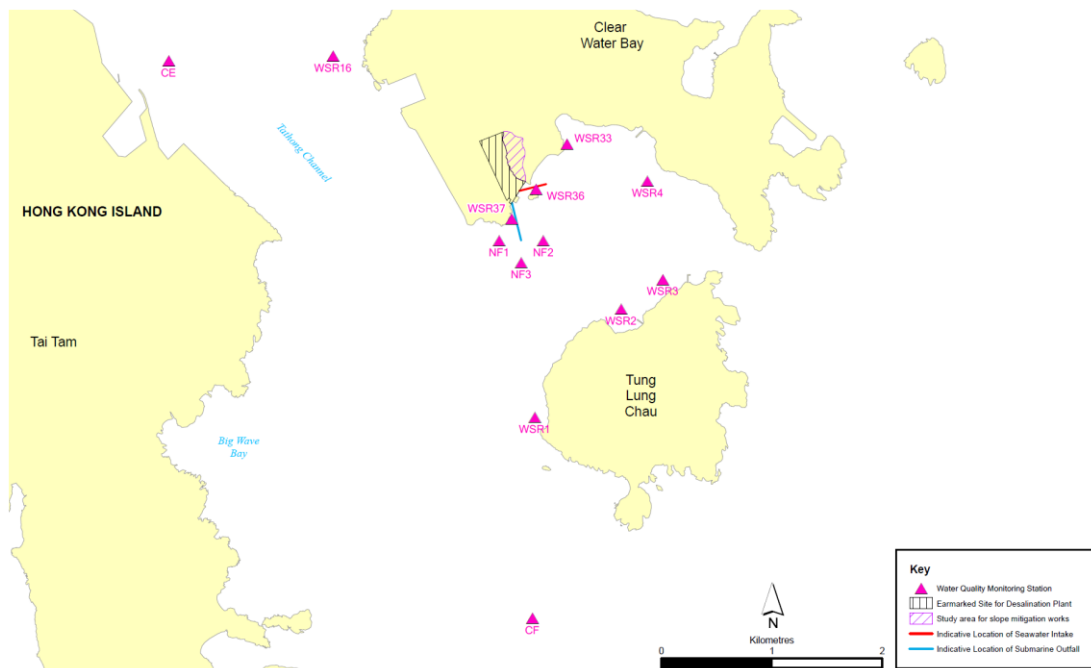 Clear
Water Bay
CE
WSR16
Tathong Channel
WSR33
WSR4
WSR36
HONG KONG ISLAND
WSR37
NF1
NF2
NF3
WSR3
WSR2
Tai Tam
Tung
Lung
Chau
WSR1
Big Wave
Bay
CF
N
Kilometres
0 1 2
Key
Water Quality Monitoring Station
Earmarked Site for Desalination Plant
Study area for slope mitigation works
Indicative Location of Seawater Intake
Indicative Location of Submarine Outfall